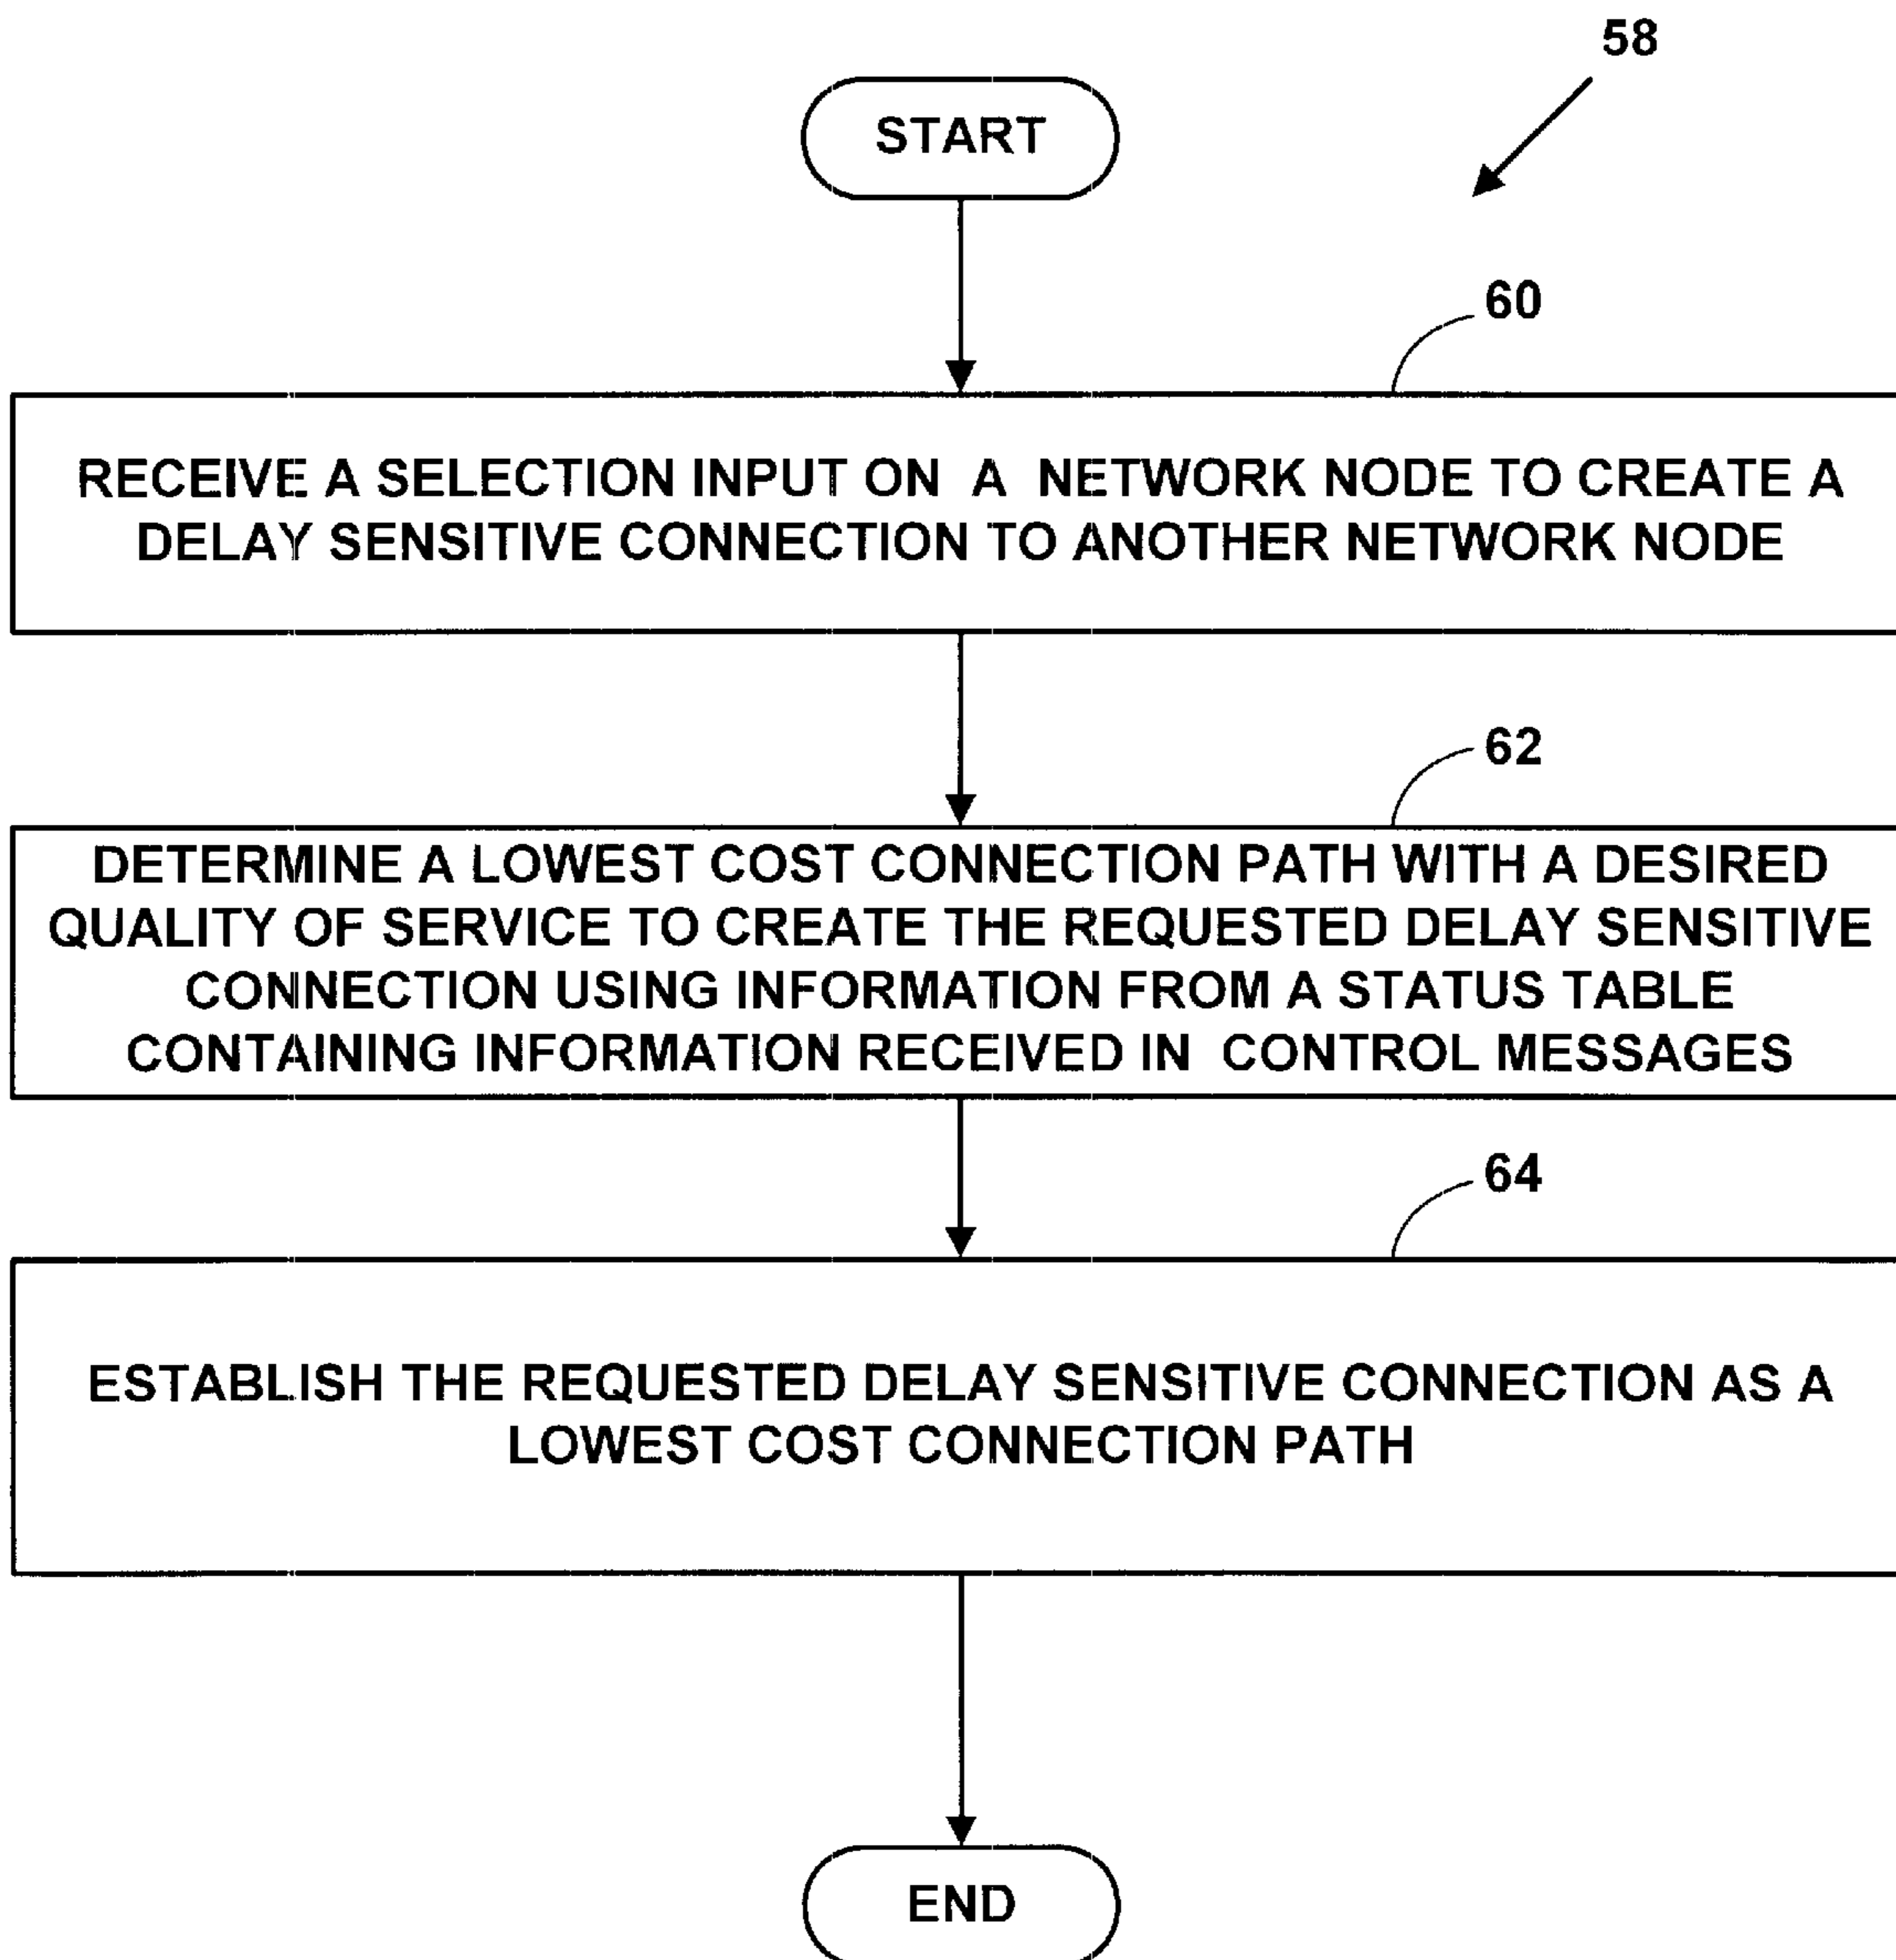 58
START
60
RECEIVE A SELECTION INPUT ON A NETWORK NODE TO CREATE A
DELAY SENSITIVE CONNECTION TO ANOTHER NETWORK NODE
62
DETERMINE A LOWEST COST CONNECTION PATH WITH A DESIRED
QUALITY OF SERVICE TO CREATE THE REQUESTED DELAY SENSITIVE
CONNECTION USING INFORMATION FROM A STATUS TABLE
CONTAINING INFORMATION RECEIVED IN CONTROL MESSAGES
64
ESTABLISH THE REQUESTED DELAY SENSITIVE CONNECTION AS A
LOWEST COST CONNECTION PATH
END